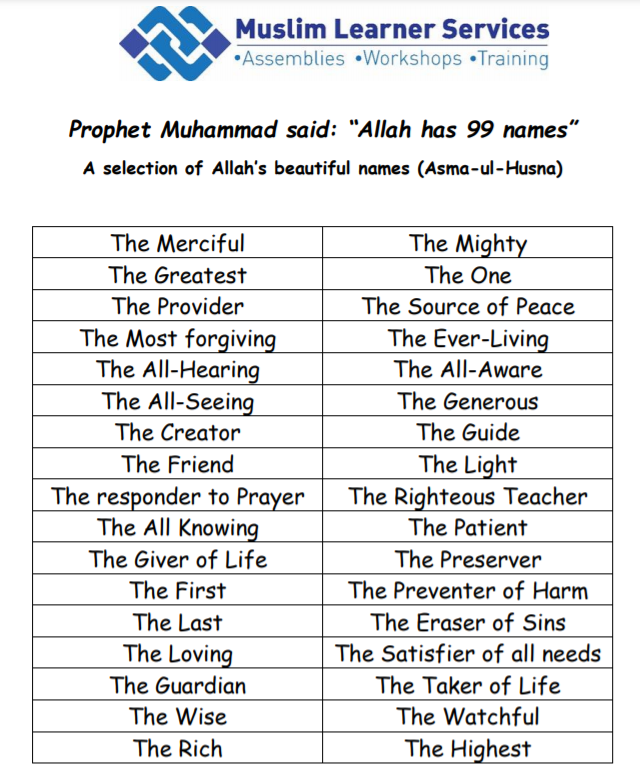 Muslim Learner Services
•Assemblies •Workshops •Training
Prophet Muhammad said: “Allah has 99 names”
A selection of Allah’s beautiful names (Asma-ul-Husna)
The Merciful The Mighty
The Greatest The One
The Provider The Source of Peace
The Most forgiving The Ever-Living
The All-Hearing The All-Aware
The All-Seeing The Generous
The Creator The Guide
The Friend The Light
The responder to Prayer The Righteous Teacher
The All Knowing The Patient
The Giver of Life The Preserver
The First The Preventer of Harm
The Last The Eraser of Sins
The Loving The Satisfier of all needs
The Guardian The Taker of Life
The Wise The Watchful
The Rich The Highest